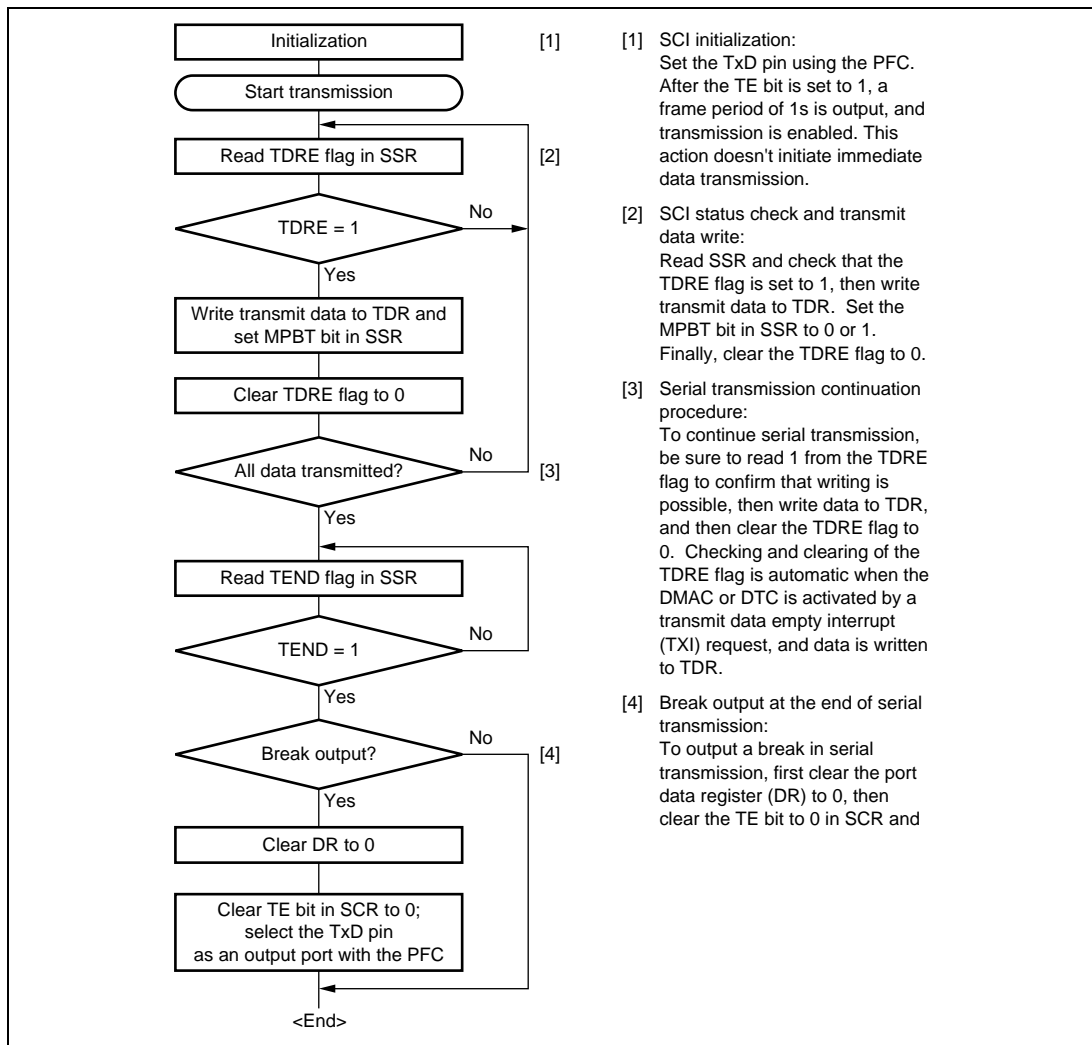 Initialization
[1]
Start transmission
Read TDRE flag in SSR
[2]
TDRE = 1
No
Yes
Write transmit data to TDR and
set MPBT bit in SSR
Clear TDRE flag to 0
All data transmitted?
No
[3]
Yes
Read TEND flag in SSR
TEND = 1
No
Yes
Break output?
No
[4]
Yes
Clear DR to 0
Clear TE bit in SCR to 0;
select the TxD pin
as an output port with the PFC
<End>
[1] SCI initialization:
Set the TxD pin using the PFC.
After the TE bit is set to 1, a
frame period of 1s is output, and
transmission is enabled. This
action doesn't initiate immediate
data transmission.
[2] SCI status check and transmit
data write:
Read SSR and check that the
TDRE flag is set to 1, then write
transmit data to TDR. Set the
MPBT bit in SSR to 0 or 1.
Finally, clear the TDRE flag to 0.
[3] Serial transmission continuation
procedure:
To continue serial transmission,
be sure to read 1 from the TDRE
flag to confirm that writing is
possible, then write data to TDR,
and then clear the TDRE flag to
0. Checking and clearing of the
TDRE flag is automatic when the
DMAC or DTC is activated by a
transmit data empty interrupt
(TXI) request, and data is written
to TDR.
[4] Break output at the end of serial
transmission:
To output a break in serial
transmission, first clear the port
data register (DR) to 0, then
clear the TE bit to 0 in SCR and